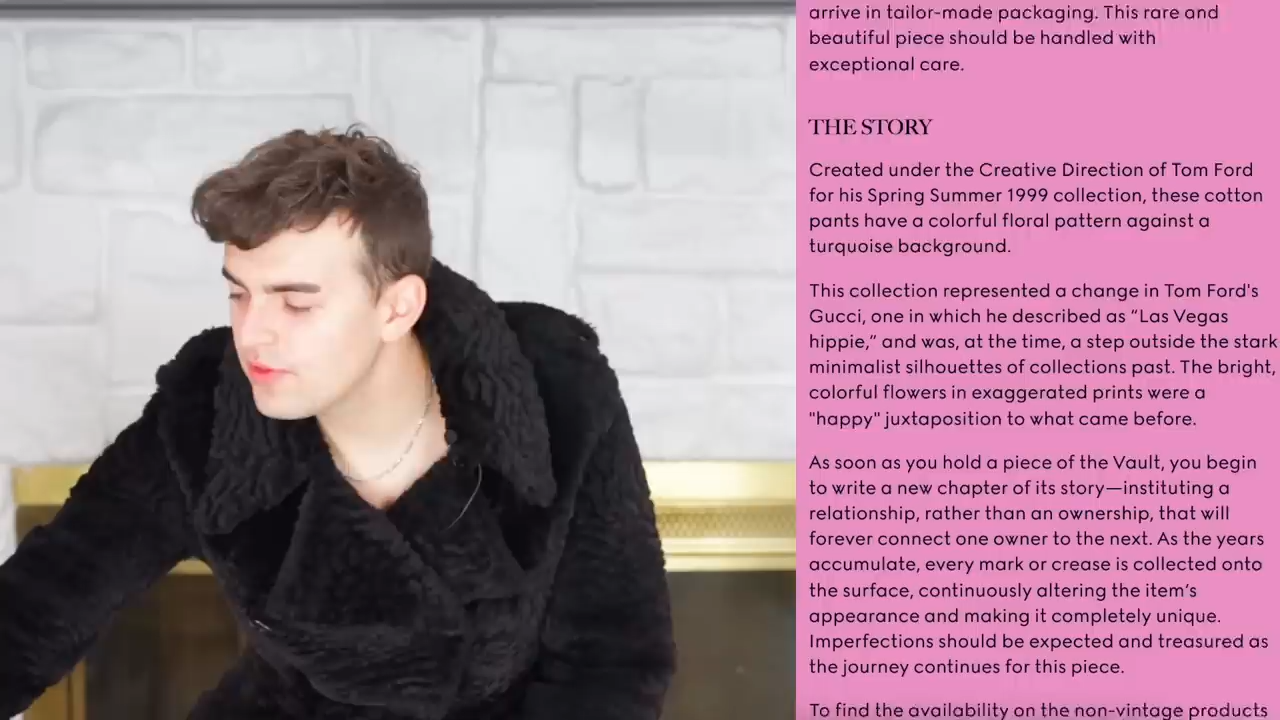 arrive in tailor-made packaging. This rare and
beautiful piece should be handled with
exceptional care.
THE STORY
Created under the Creative Direction of Tom Ford
for his Spring Summer 1999 collection, these cotton
pants have a colorful floral pattern against a
turquoise background.
This collection represented a change in Tom Ford's
Gucci, one in which he described as “Las Vegas
hippie,” and was, at the time, a step outside the stark
minimalist silhouettes of collections past. The bright,
colorful flowers in exaggerated prints were a
"happy" juxtaposition to what came before.
As soon as you hold a piece of the Vault, you begin
to write a new chapter of its story—instituting a
relationship, rather than an ownership, that will
forever connect one owner to the next. As the years
accumulate, every mark or crease is collected onto
the surface, continuously altering the item’s
appearance and making it completely unique.
Imperfections should be expected and treasured as
the journey continues for this piece.
To find the availability on the non-vintage products